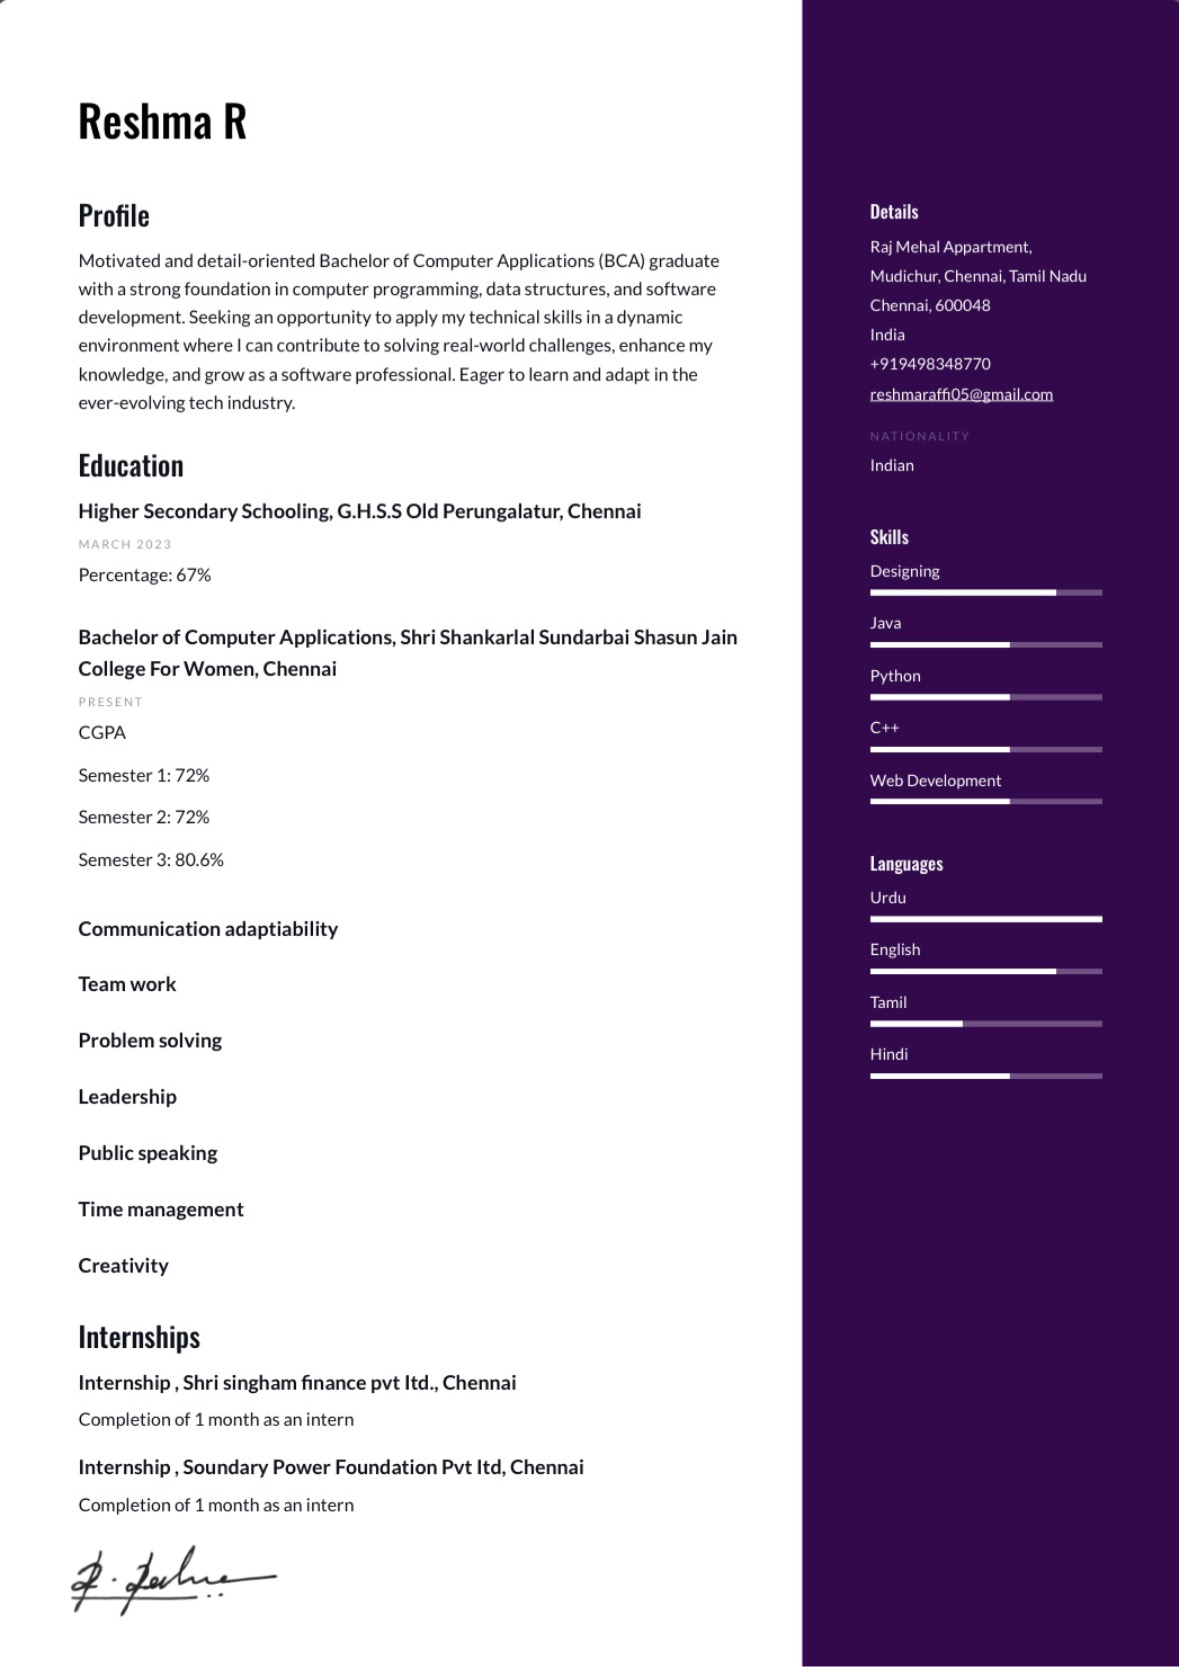 Reshma R
Profile
Motivated and detail-oriented Bachelor of Computer Applications (BCA) graduate
with a strong foundation in computer programming, data structures, and software
development. Seeking an opportunity to apply my technical skills in a dynamic
environment where I can contribute to solving real-world challenges, enhance my
knowledge, and grow as a software professional. Eager to learn and adapt in the
ever-evolving tech industry.
Education
Higher Secondary Schooling, G.H.S.S Old Perungalatur, Chennai
MARCH 2023
Percentage: 67%
Bachelor of Computer Applications, Shri Shankarlal Sundarbai Shasun Jain
College For Women, Chennai
PRESENT
CGPA
Semester 1: 72%
Semester 2: 72%
Semester 3: 80.6%
Communication adaptiability
Team work
Problem solving
Leadership
Public speaking
Time management
Creativity
Internships
Internship , Shri singham finance pvt ltd., Chennai
Completion of 1 month as an intern
Internship , Soundary Power Foundation Pvt ltd, Chennai
Completion of 1 month as an intern
Details
Raj Mehal Appartment,
Mudichur, Chennai, Tamil Nadu
Chennai, 600048
India
+919498348770
reshmaraffi05@gmail.com
NATIONALITY
Indian
Skills
Designing
Java
Python
C++
Web Development
Languages
Urdu
English
Tamil
Hindi